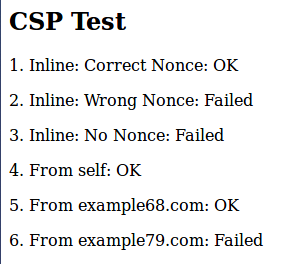 CSP Test
1. Inline: Correct Nonce: OK
2. Inline: Wrong Nonce: Failed
3. Inline: No Nonce: Failed
4. From self: OK
5. From example68.com: OK
6. From example79.com: Failed